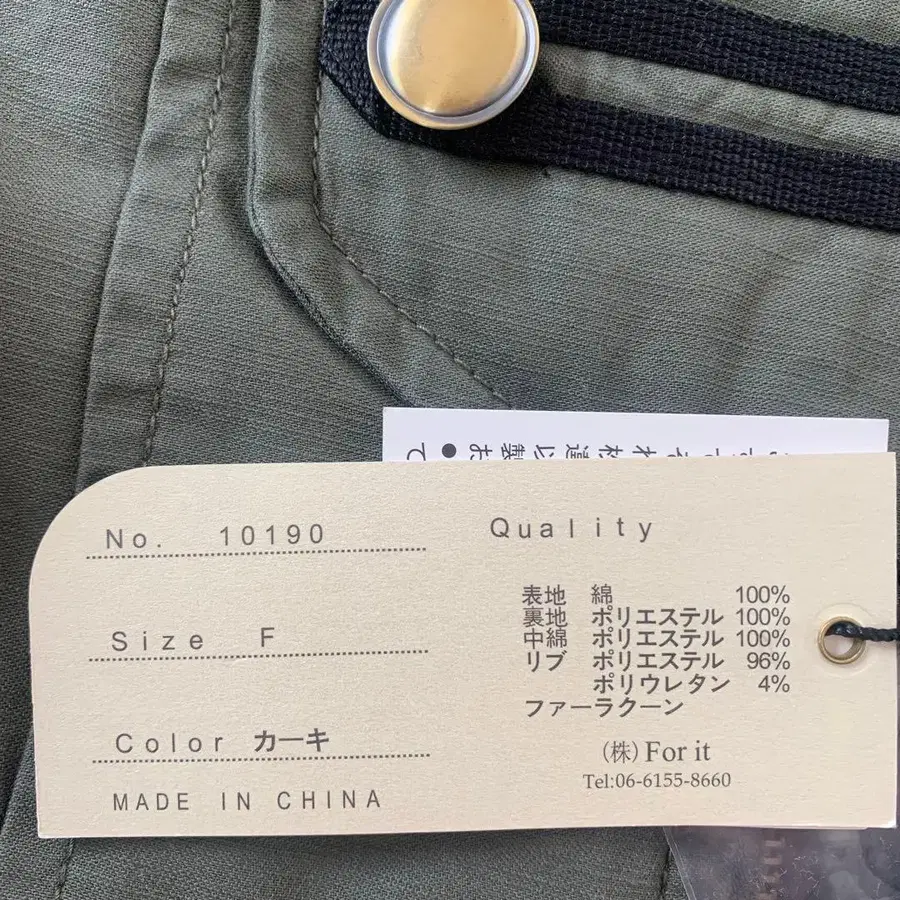 No. 10190
Size F
Color カーキ
MADE IN CHINA
Quality
表地 綿 100%
裏地 ポリエステル 100%
中綿 ポリエステル 100%
リブ ポリエステル 96%
ポリウレタン 4%
ファーラクーン
(株) For it
Tel:06-6155-8660